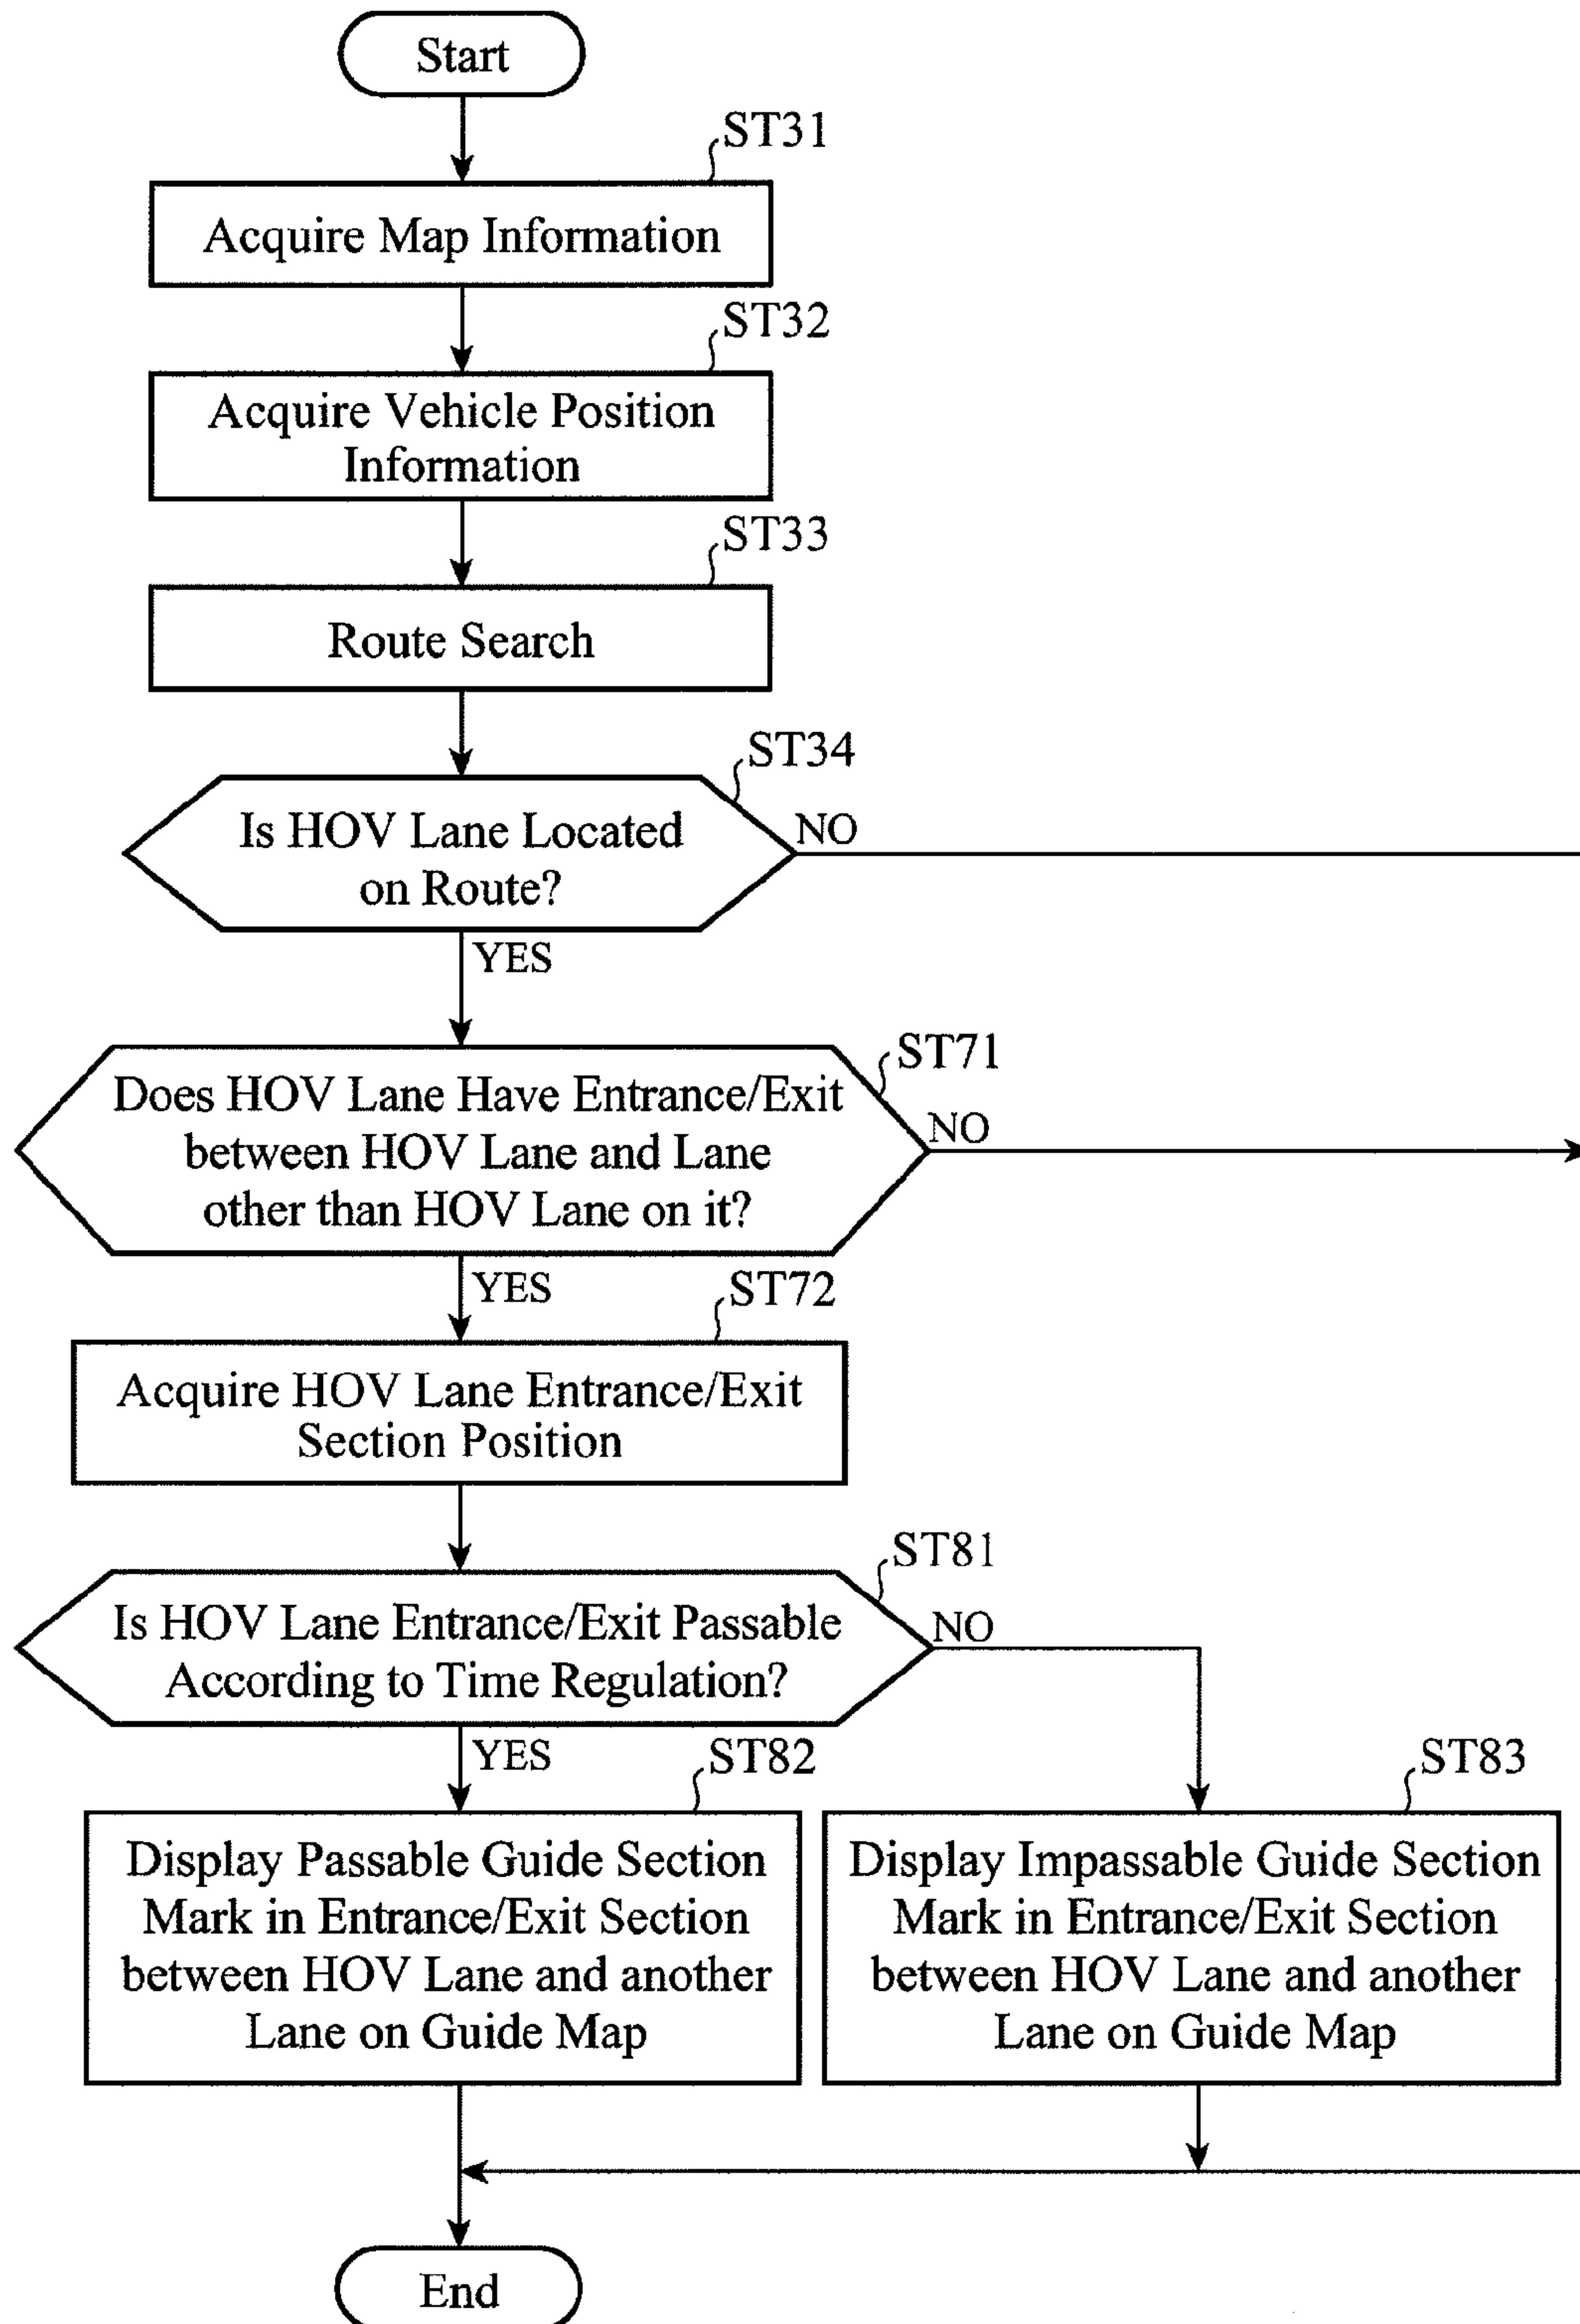 Start
ST31
Acquire Map Information
ST32
Acquire Vehicle Position
Information
ST33
Route Search
ST34
Is HOV Lane Located
on Route?
NO
YES
ST71
Does HOV Lane Have Entrance/Exit
between HOV Lane and Lane
other than HOV Lane on it?
NO
YES
ST72
Acquire HOV Lane Entrance/Exit
Section Position
ST81
Is HOV Lane Entrance/Exit Passable
According to Time Regulation?
NO
YES
ST82
Display Passable Guide Section
Mark in Entrance/Exit Section
between HOV Lane and another
Lane on Guide Map
ST83
Display Impassable Guide Section
Mark in Entrance/Exit Section
between HOV Lane and another
Lane on Guide Map
End